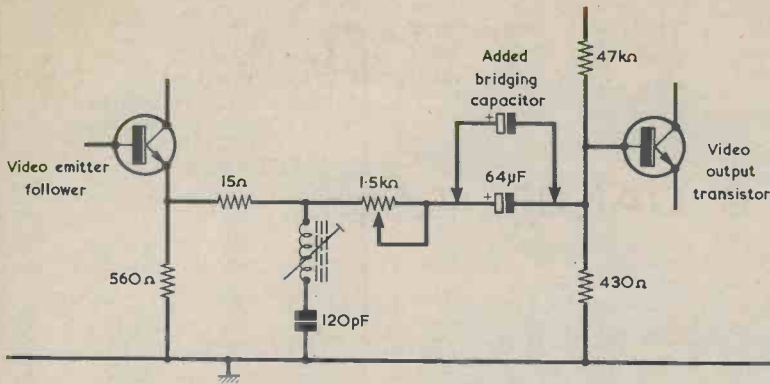 Added
bridging
capacitor
47kΩ
Video emitter
follower
15Ω
1·5kΩ
+
+
64µF
Video
output
transistor
560Ω
120pF
430Ω